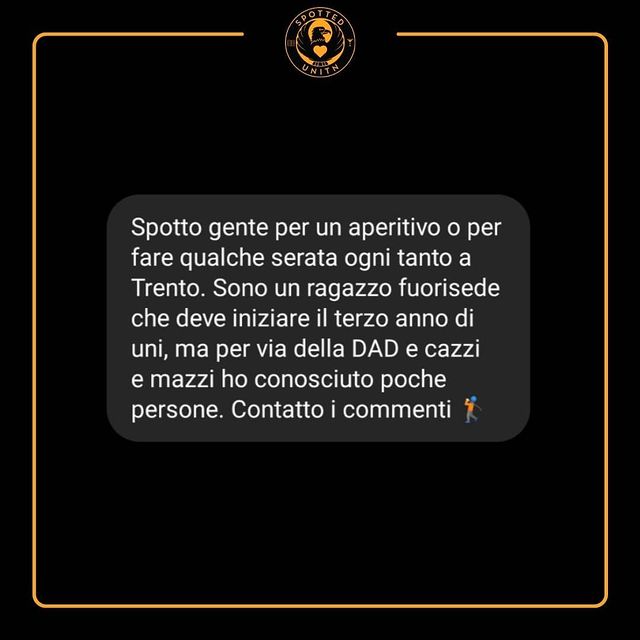 SPOTTED
UNITN
Spotto gente per un aperitivo o per
fare qualche serata ogni tanto a
Trento. Sono un ragazzo fuorisede
che deve iniziare il terzo anno di
uni, ma per via della DAD e cazzi
e mazzi ho conosciuto poche
persone. Contatto i commenti 🏌️